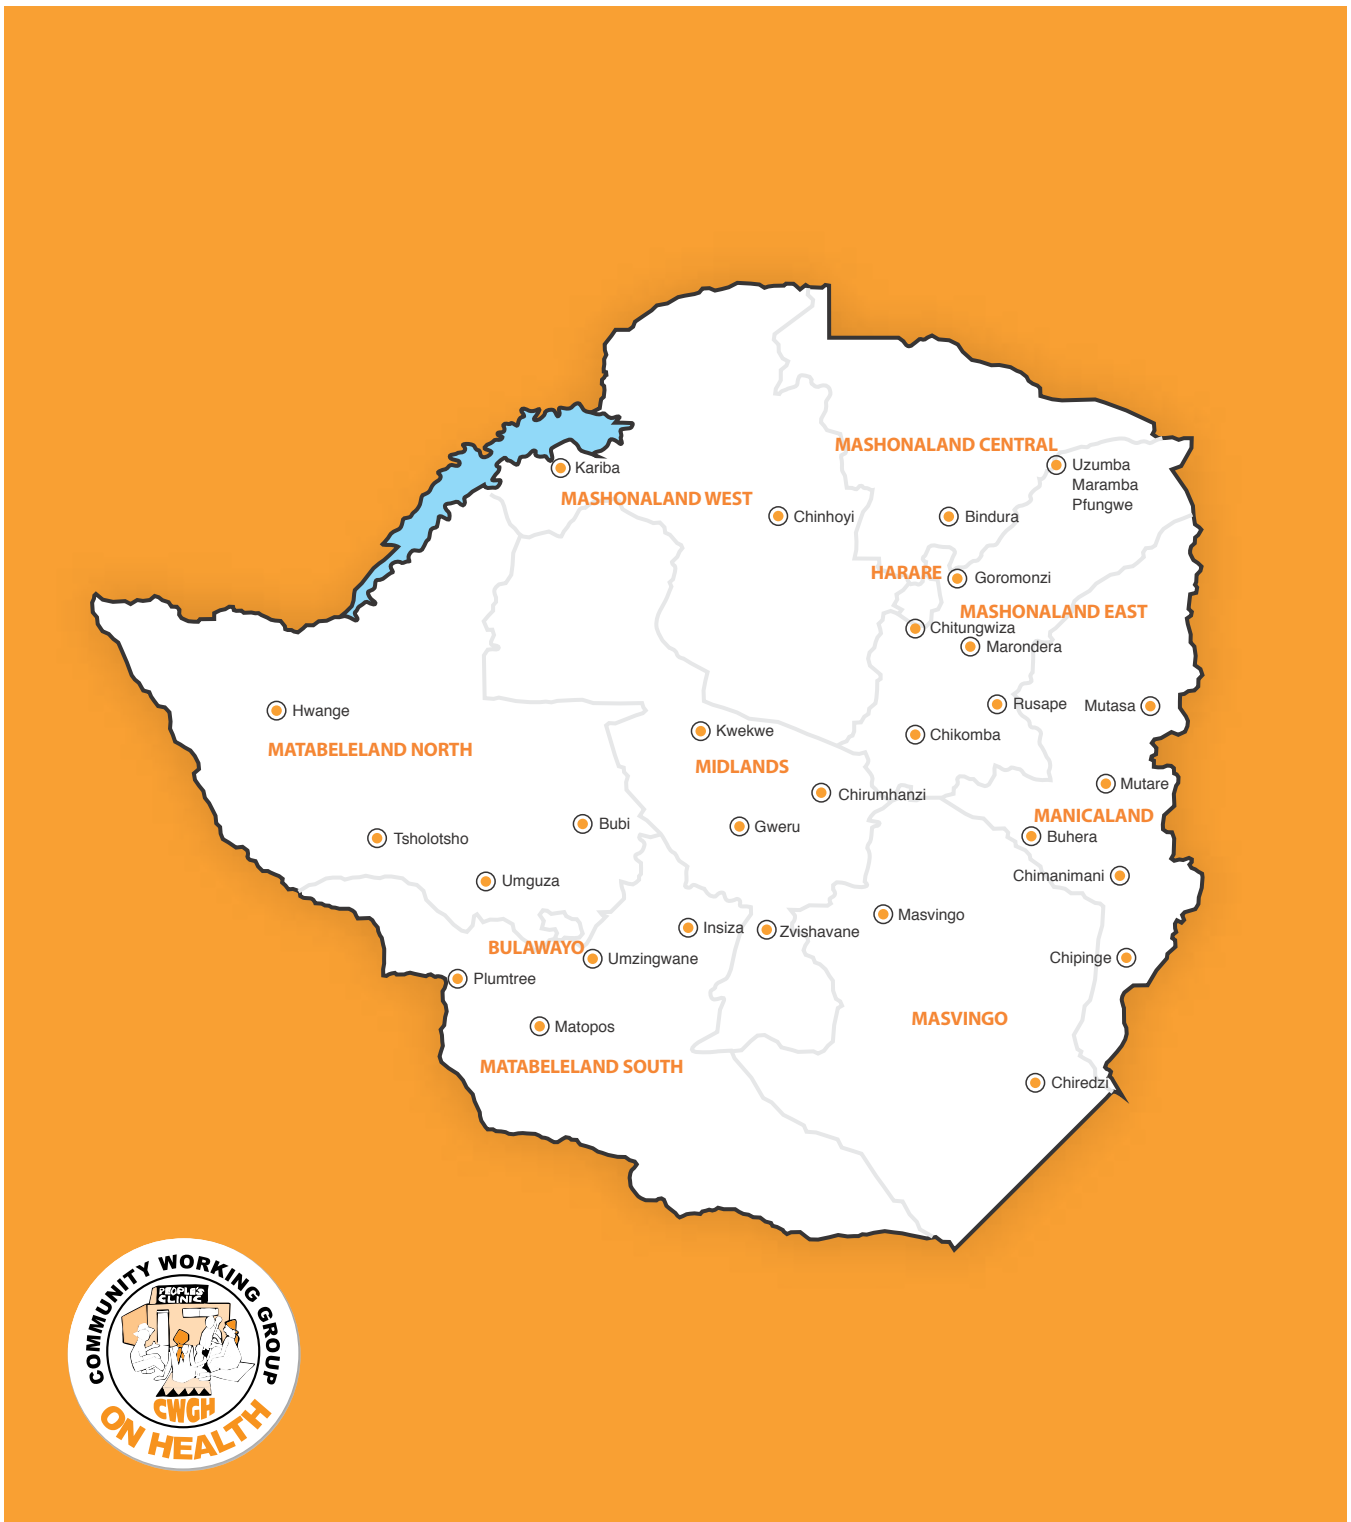 MASHONALAND CENTRAL
Uzumba
Maramba
Pfungwe
Kariba
MASHONALAND WEST
Chinhoyi
Bindura
HARARE
Goromonzi
MASHONALAND EAST
Chitungwiza
Marondera
Hwange
Rusape
Mutasa
Kwekwe
Chikomba
MATABELELAND NORTH
MIDLANDS
Mutare
Chirumhanzi
MANICALAND
Bubi
Gweru
Tsholotsho
Buhera
Umguza
Chimanimani
Masvingo
Insiza
Zvishavane
BULAWAYO
Umzingwane
Chipinge
Plumtree
MASVINGO
Matopos
MATABELELAND SOUTH
Chiredzi
COMMUNITY WORKING GROUP
PEOPLE'S
CLINIC
CWGH
ON HEALTH